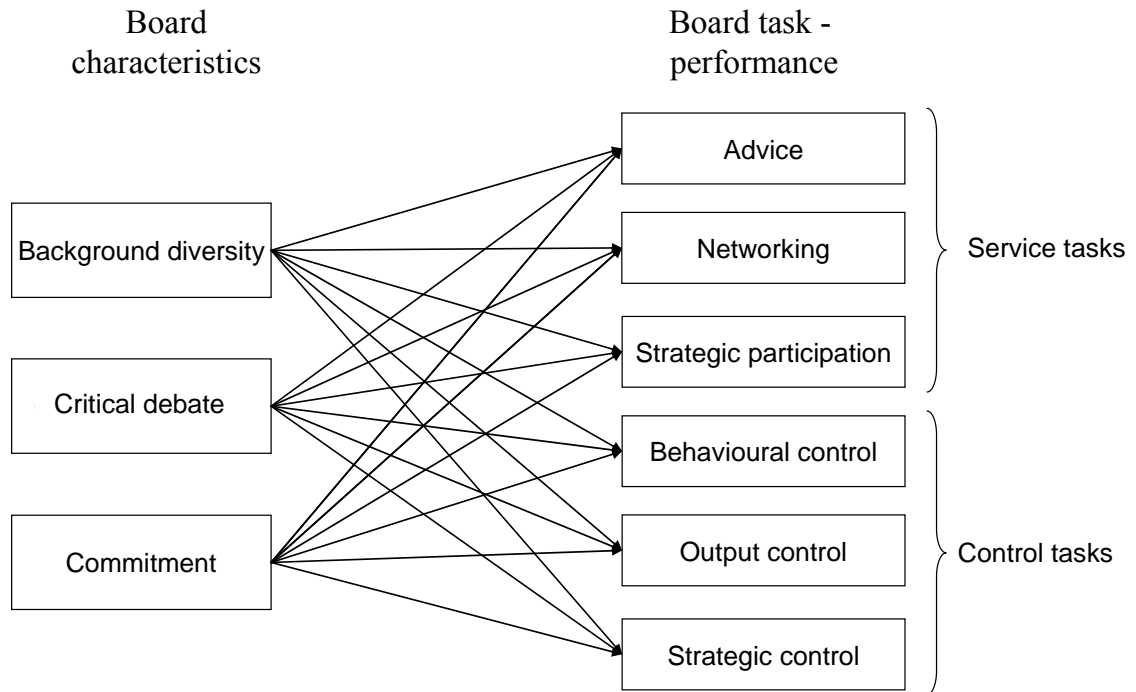 Board
characteristics
Board task -
performance
Background diversity
Critical debate
Commitment
Advice
Networking
Strategic participation
Behavioural control
Output control
Strategic control
Service tasks
Control tasks